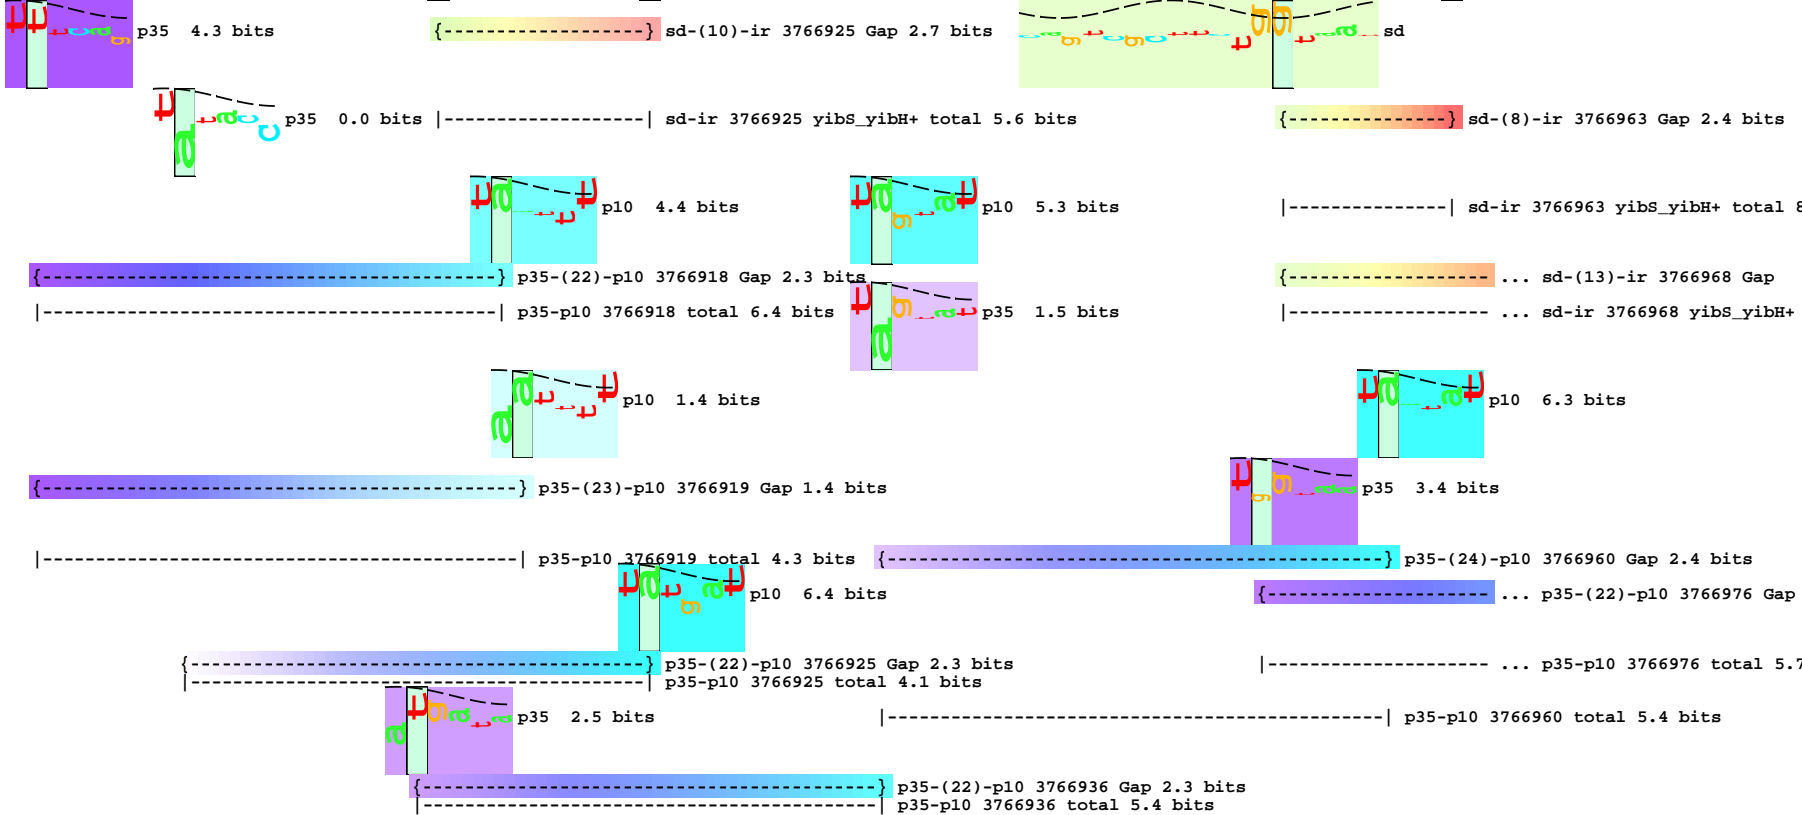 p35 4.3 bits
{--------------------} sd-(10)-ir 3766925 Gap 2.7 bits
sd
p35 0.0 bits
|-------------------| sd-ir 3766925 yibS_yibH+ total 5.6 bits
{---------------} sd-(8)-ir 3766963 Gap 2.4 bits
p10 4.4 bits
p10 5.3 bits
|---------------| sd-ir 3766963 yibS_yibH+ total 8
{-------------------------------------------} p35-(22)-p10 3766918 Gap 2.3 bits
{-------------------- ... sd-(13)-ir 3766968 Gap
|-------------------------------------------| p35-p10 3766918 total 6.4 bits
p35 1.5 bits
|------------------- ... sd-ir 3766968 yibS_yibH+
p10 1.4 bits
p10 6.3 bits
{---------------------------------------------} p35-(23)-p10 3766919 Gap 1.4 bits
p35 3.4 bits
|---------------------------------------------| p35-p10 3766919 total 4.3 bits
{-----------------------------------------------} p35-(24)-p10 3766960 Gap 2.4 bits
p10 6.4 bits
{--------------------- ... p35-(22)-p10 3766976 Gap
{-------------------------------------------} p35-(22)-p10 3766925 Gap 2.3 bits
|--------------------- ... p35-p10 3766976 total 5.7
|-------------------------------------------| p35-p10 3766925 total 4.1 bits
p35 2.5 bits
|-----------------------------------------------| p35-p10 3766960 total 5.4 bits
{-------------------------------------------} p35-(22)-p10 3766936 Gap 2.3 bits
|-------------------------------------------| p35-p10 3766936 total 5.4 bits